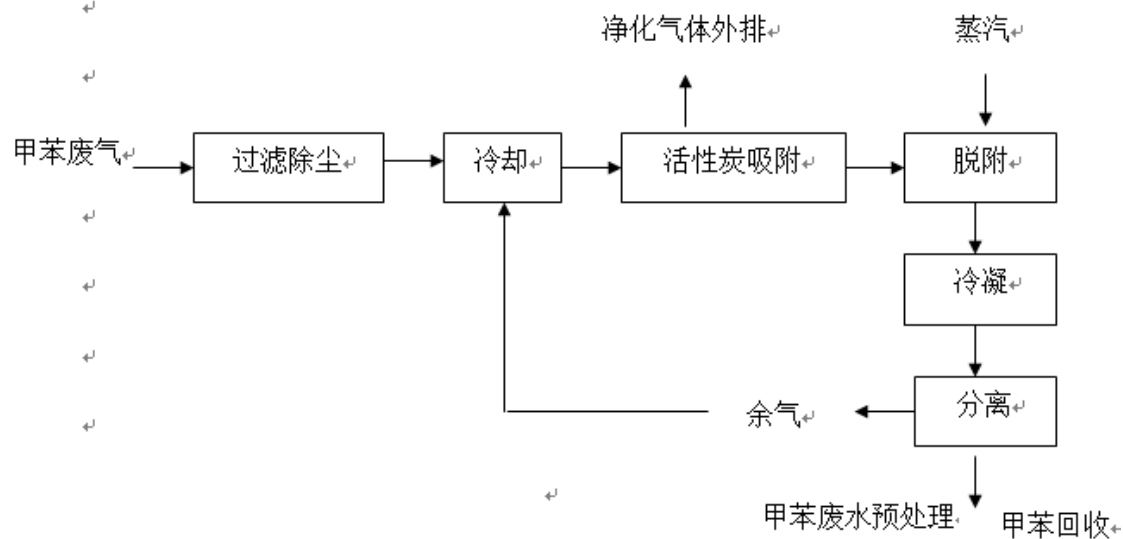 净化气体外排
蒸汽
甲苯废气
过滤除尘
冷却
活性炭吸附
脱附
冷凝
分离
余气
甲苯废水预处理
甲苯回收